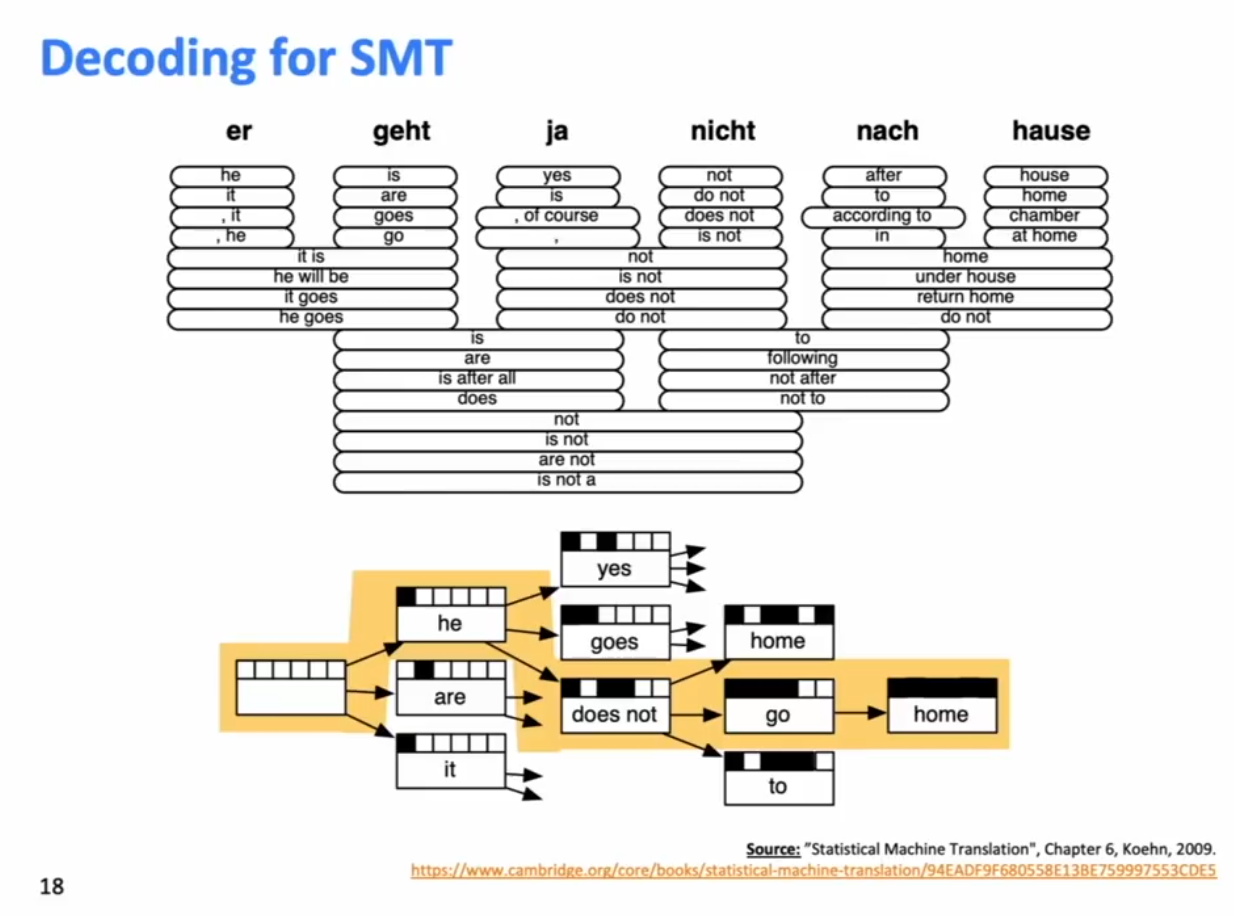 Decoding for SMT
er geht ja nicht nach hause
he is yes not after house
it are is do not to home
, it goes , of course does not according to chamber
, he go , is not in at home
it is not home
he will be is not under house
it goes does not return home
he goes do not do not
is to
are following
is after all not after
does not to
not
is not
are not
is not a
yes
he
goes home
are
does not go home
it
to
Source: "Statistical Machine Translation", Chapter 6, Koehn, 2009.
https://www.cambridge.org/core/books/statistical-machine-translation/94EADF9F680558E13BE759997553CDE5
18